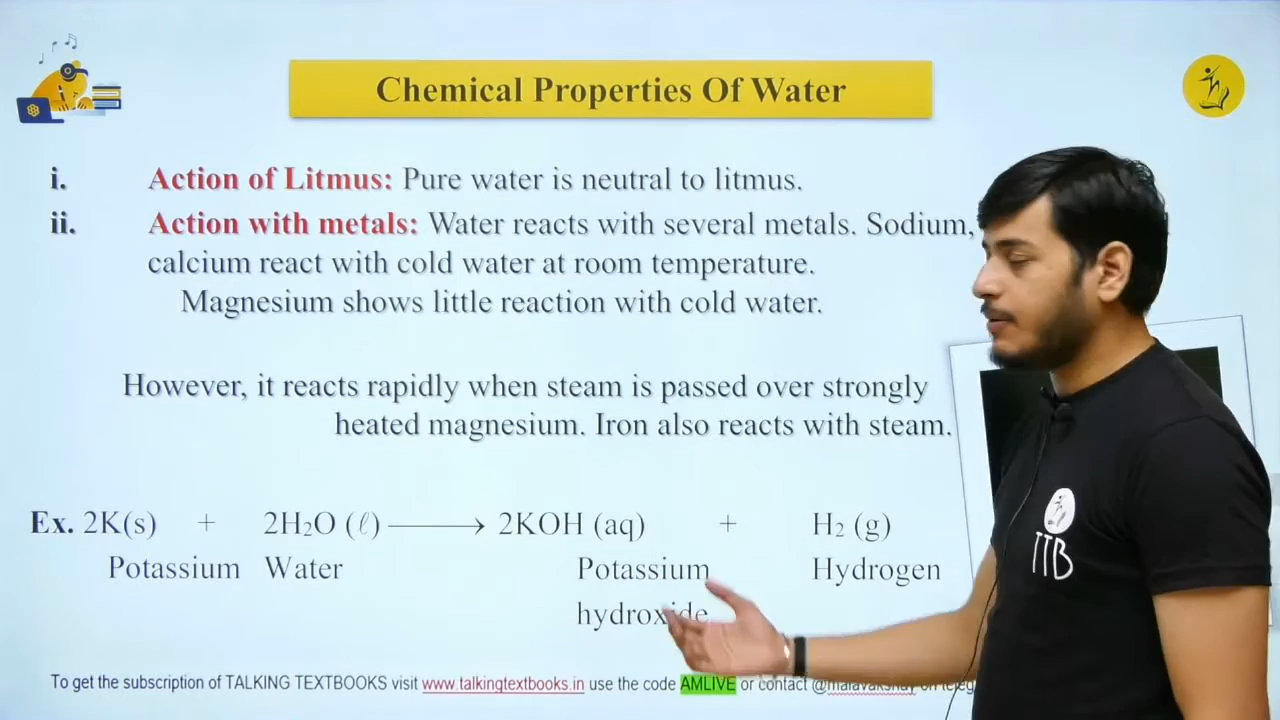 Chemical Properties Of Water
i. Action of Litmus: Pure water is neutral to litmus.
ii. Action with metals: Water reacts with several metals. Sodium,
calcium react with cold water at room temperature.
Magnesium shows little reaction with cold water.
However, it reacts rapidly when steam is passed over strongly
heated magnesium. Iron also reacts with steam.
Ex. 2K(s) + 2H₂O (ℓ) ⟶ 2KOH (aq) + H₂ (g)
Potassium Water Potassium Hydrogen
hydroxide
TTB
To get the subscription of TALKING TEXTBOOKS visit www.talkingtextbooks.in use the code AMLIVE or contact @malavakshay on